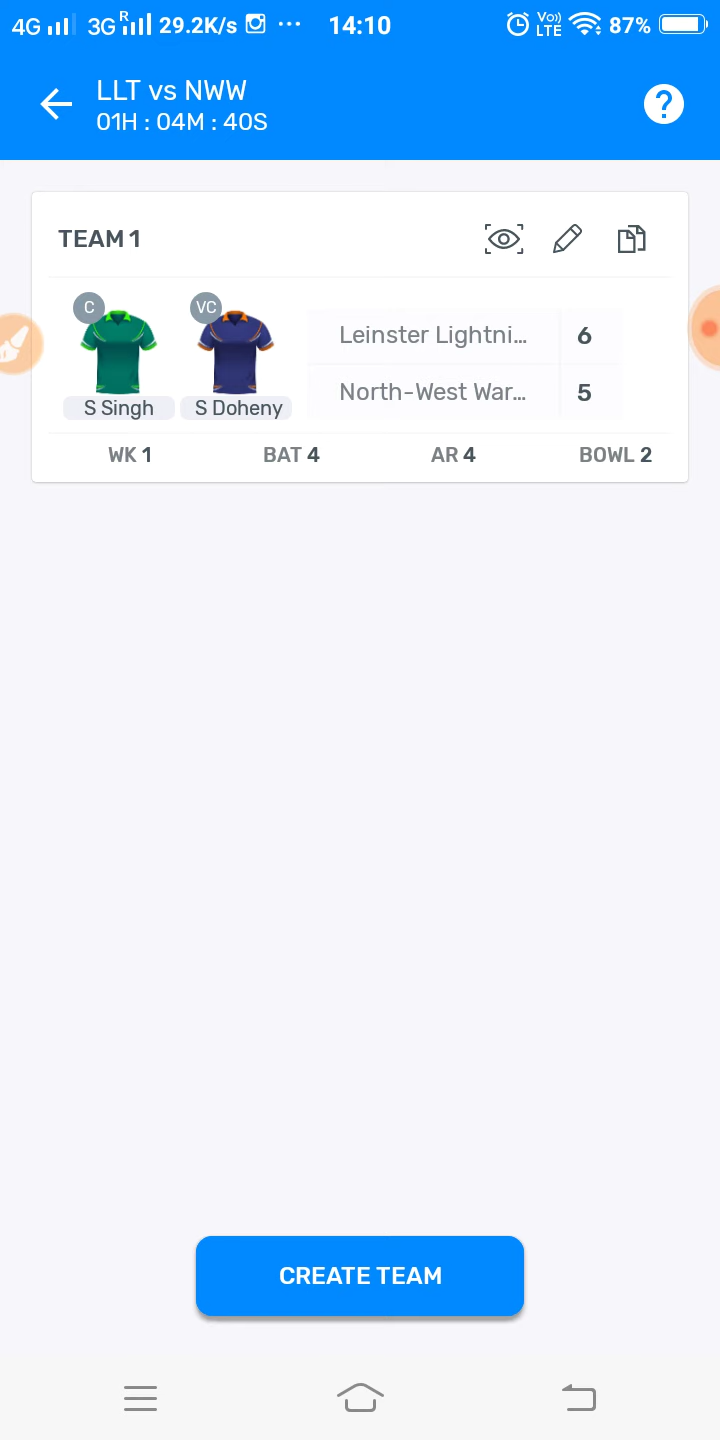 4G 3G R 29.2K/s ... 14:10 Vo)) LTE 87%
LLT vs NWW
01H : 04M : 40S
?
TEAM 1
C VC
Leinster Lightni... 6
North-West War... 5
S Singh S Doheny
WK 1 BAT 4 AR 4 BOWL 2
CREATE TEAM